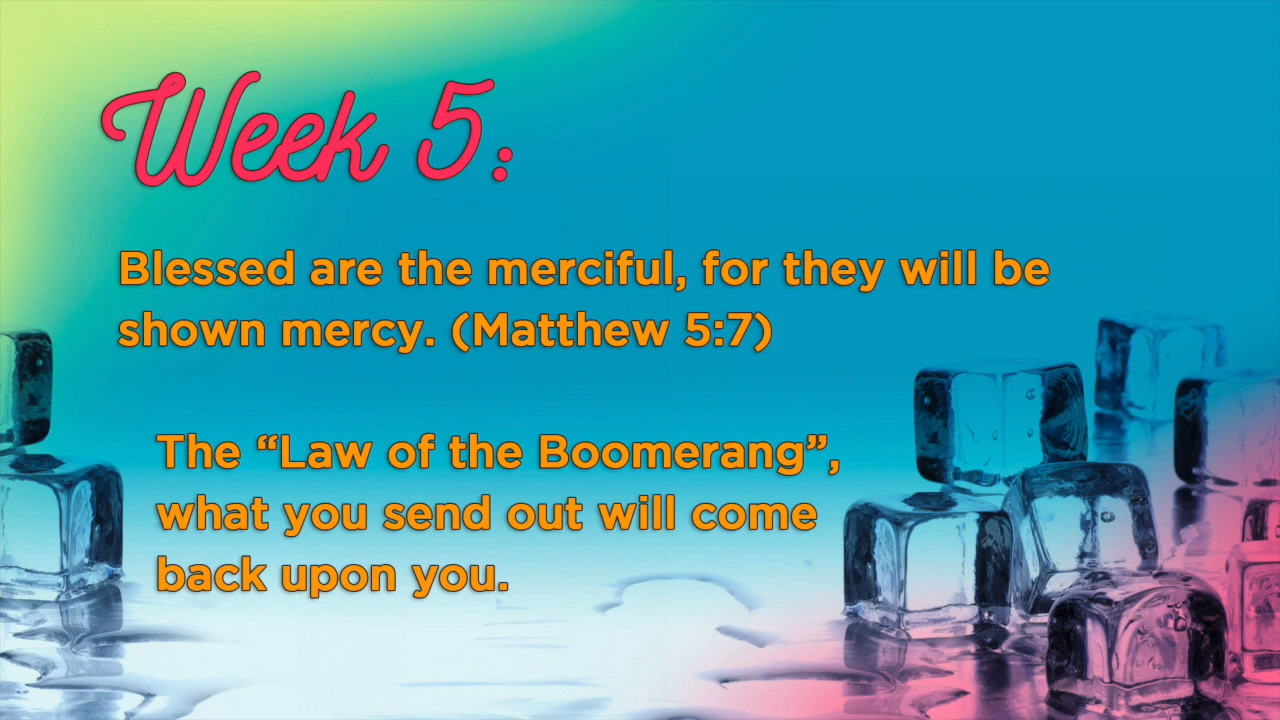 Week 5:
Blessed are the merciful, for they will be
shown mercy. (Matthew 5:7)
The “Law of the Boomerang”,
what you send out will come
back upon you.